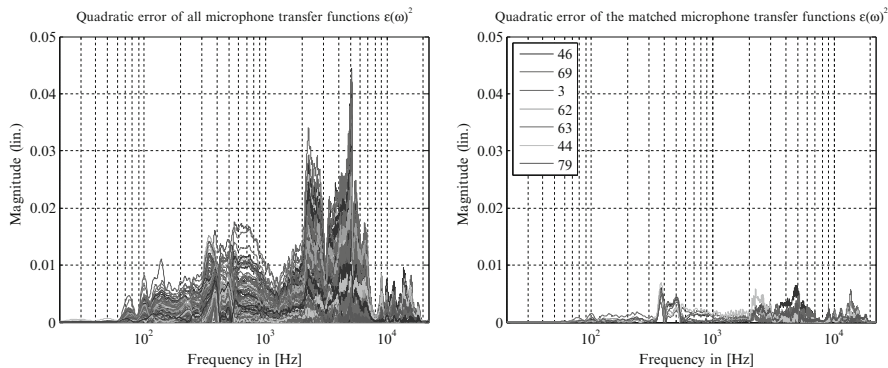 Quadratic error of all microphone transfer functions ε(ω)²
0.05
0.04
0.03
0.02
0.01
0
Magnitude (lin.)
10² 10³ 10⁴
Frequency in [Hz]
Quadratic error of the matched microphone transfer functions ε(ω)²
0.05
0.04
0.03
0.02
0.01
0
Magnitude (lin.)
46
69
3
62
63
44
79
10² 10³ 10⁴
Frequency in [Hz]